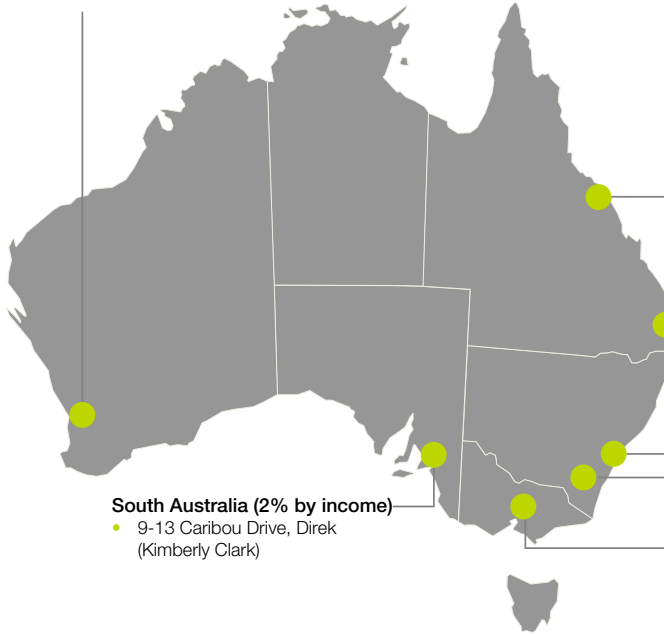 South Australia (2% by income)
• 9-13 Caribou Drive, Direk
(Kimberly Clark)